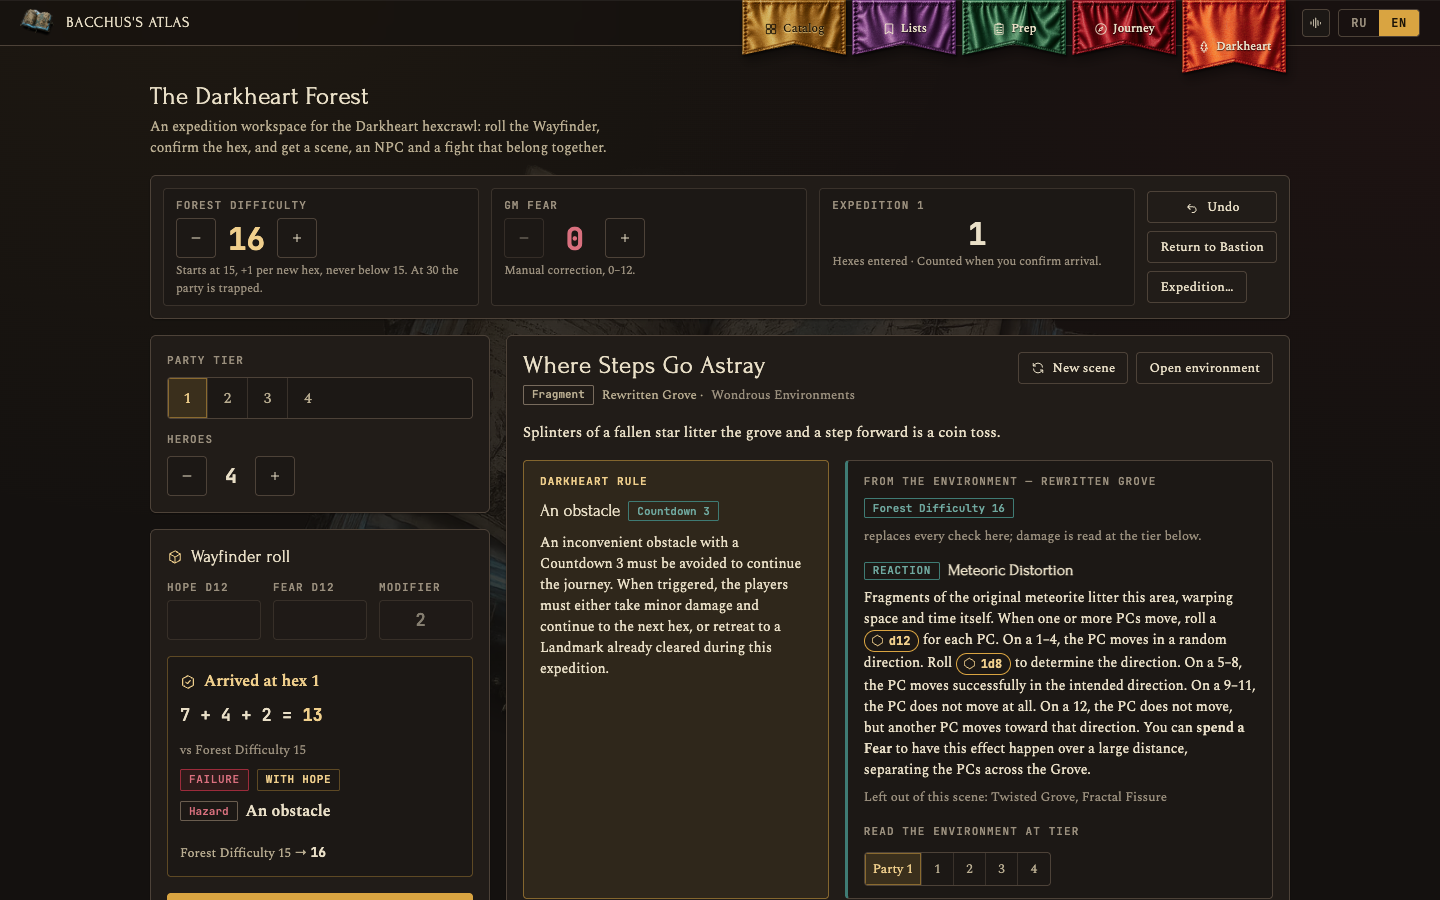 BACCHUS'S ATLAS
Catalog
Lists
Prep
Journey
Darkheart
RU
EN
The Darkheart Forest
An expedition workspace for the Darkheart hexcrawl: roll the Wayfinder,
confirm the hex, and get a scene, an NPC and a fight that belong together.
FOREST DIFFICULTY
− 16 +
Starts at 15, +1 per new hex, never below 15. At 30 the
party is trapped.
GM FEAR
− 0 +
Manual correction, 0–12.
EXPEDITION 1
1
Hexes entered · Counted when you confirm arrival.
Undo
Return to Bastion
Expedition…
PARTY TIER
1 2 3 4
HEROES
− 4 +
Wayfinder roll
HOPE D12 FEAR D12 MODIFIER
2
Arrived at hex 1
7 + 4 + 2 = 13
vs Forest Difficulty 15
FAILURE WITH HOPE
Hazard An obstacle
Forest Difficulty 15 → 16
Where Steps Go Astray
New scene
Open environment
Fragment Rewritten Grove · Wondrous Environments
Splinters of a fallen star litter the grove and a step forward is a coin toss.
DARKHEART RULE
An obstacle Countdown 3
An inconvenient obstacle with a
Countdown 3 must be avoided to continue
the journey. When triggered, the players
must either take minor damage and
continue to the next hex, or retreat to a
Landmark already cleared during this
expedition.
FROM THE ENVIRONMENT — REWRITTEN GROVE
Forest Difficulty 16
replaces every check here; damage is read at the tier below.
REACTION Meteoric Distortion
Fragments of the original meteorite litter this area, warping
space and time itself. When one or more PCs move, roll a
d12 for each PC. On a 1–4, the PC moves in a random
direction. Roll 1d8 to determine the direction. On a 5–8,
the PC moves successfully in the intended direction. On a 9–11,
the PC does not move at all. On a 12, the PC does not move,
but another PC moves toward that direction. You can spend a
Fear to have this effect happen over a large distance,
separating the PCs across the Grove.
Left out of this scene: Twisted Grove, Fractal Fissure
READ THE ENVIRONMENT AT TIER
Party 1 1 2 3 4